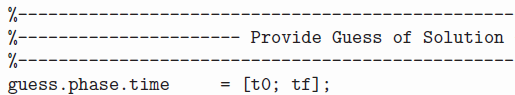 %-------------------------------------------------
%---------------------- Provide Guess of Solution
%-------------------------------------------------
guess.phase.time     = [t0; tf];